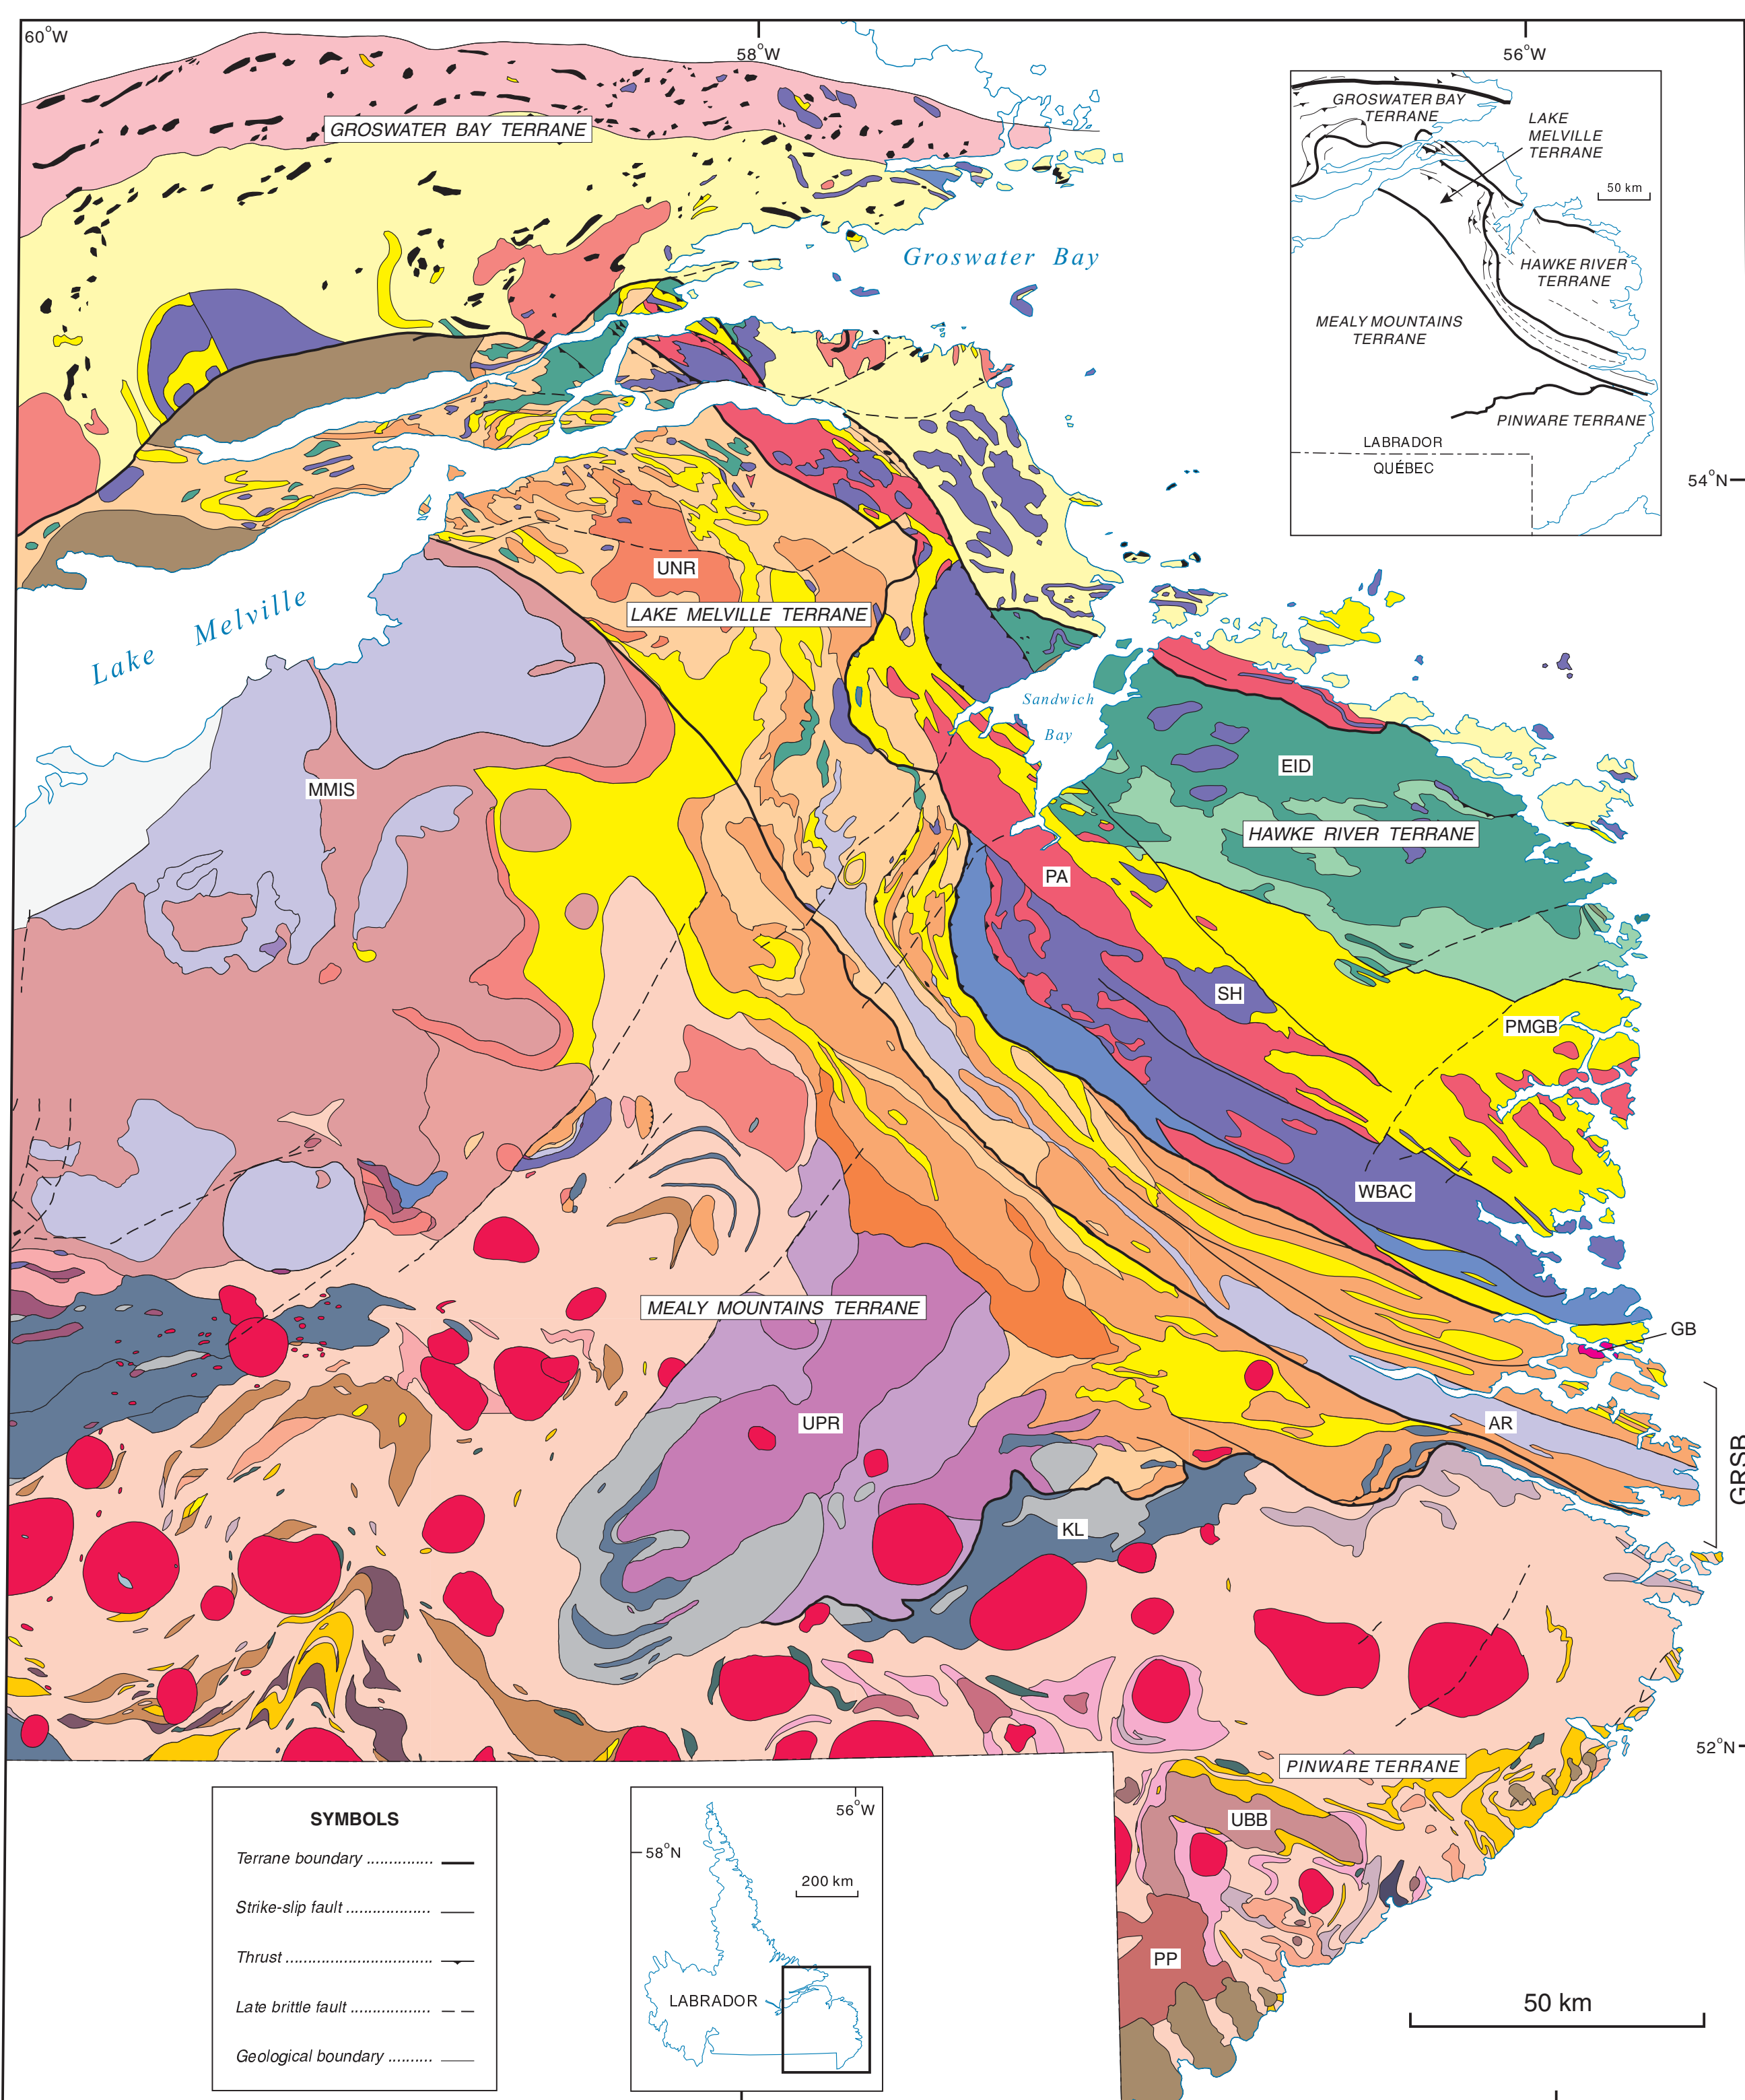 60°W
58°W
56°W
GROSWATER BAY TERRANE
GROSWATER BAY
TERRANE
LAKE
MELVILLE
TERRANE
50 km
HAWKE RIVER
TERRANE
MEALY MOUNTAINS
TERRANE
PINWARE TERRANE
LABRADOR
QUÉBEC
Groswater Bay
54°N
UNR
LAKE MELVILLE TERRANE
Lake Melville
Sandwich
Bay
EID
MMIS
HAWKE RIVER TERRANE
PA
SH
PMGB
WBAC
MEALY MOUNTAINS TERRANE
GB
UPR
AR
GRSB
KL
52°N
PINWARE TERRANE
UBB
PP
50 km
SYMBOLS
Terrane boundary ...............
Strike-slip fault ...................
Thrust .................................
Late brittle fault ..................
Geological boundary ..........
56°W
58°N
200 km
LABRADOR